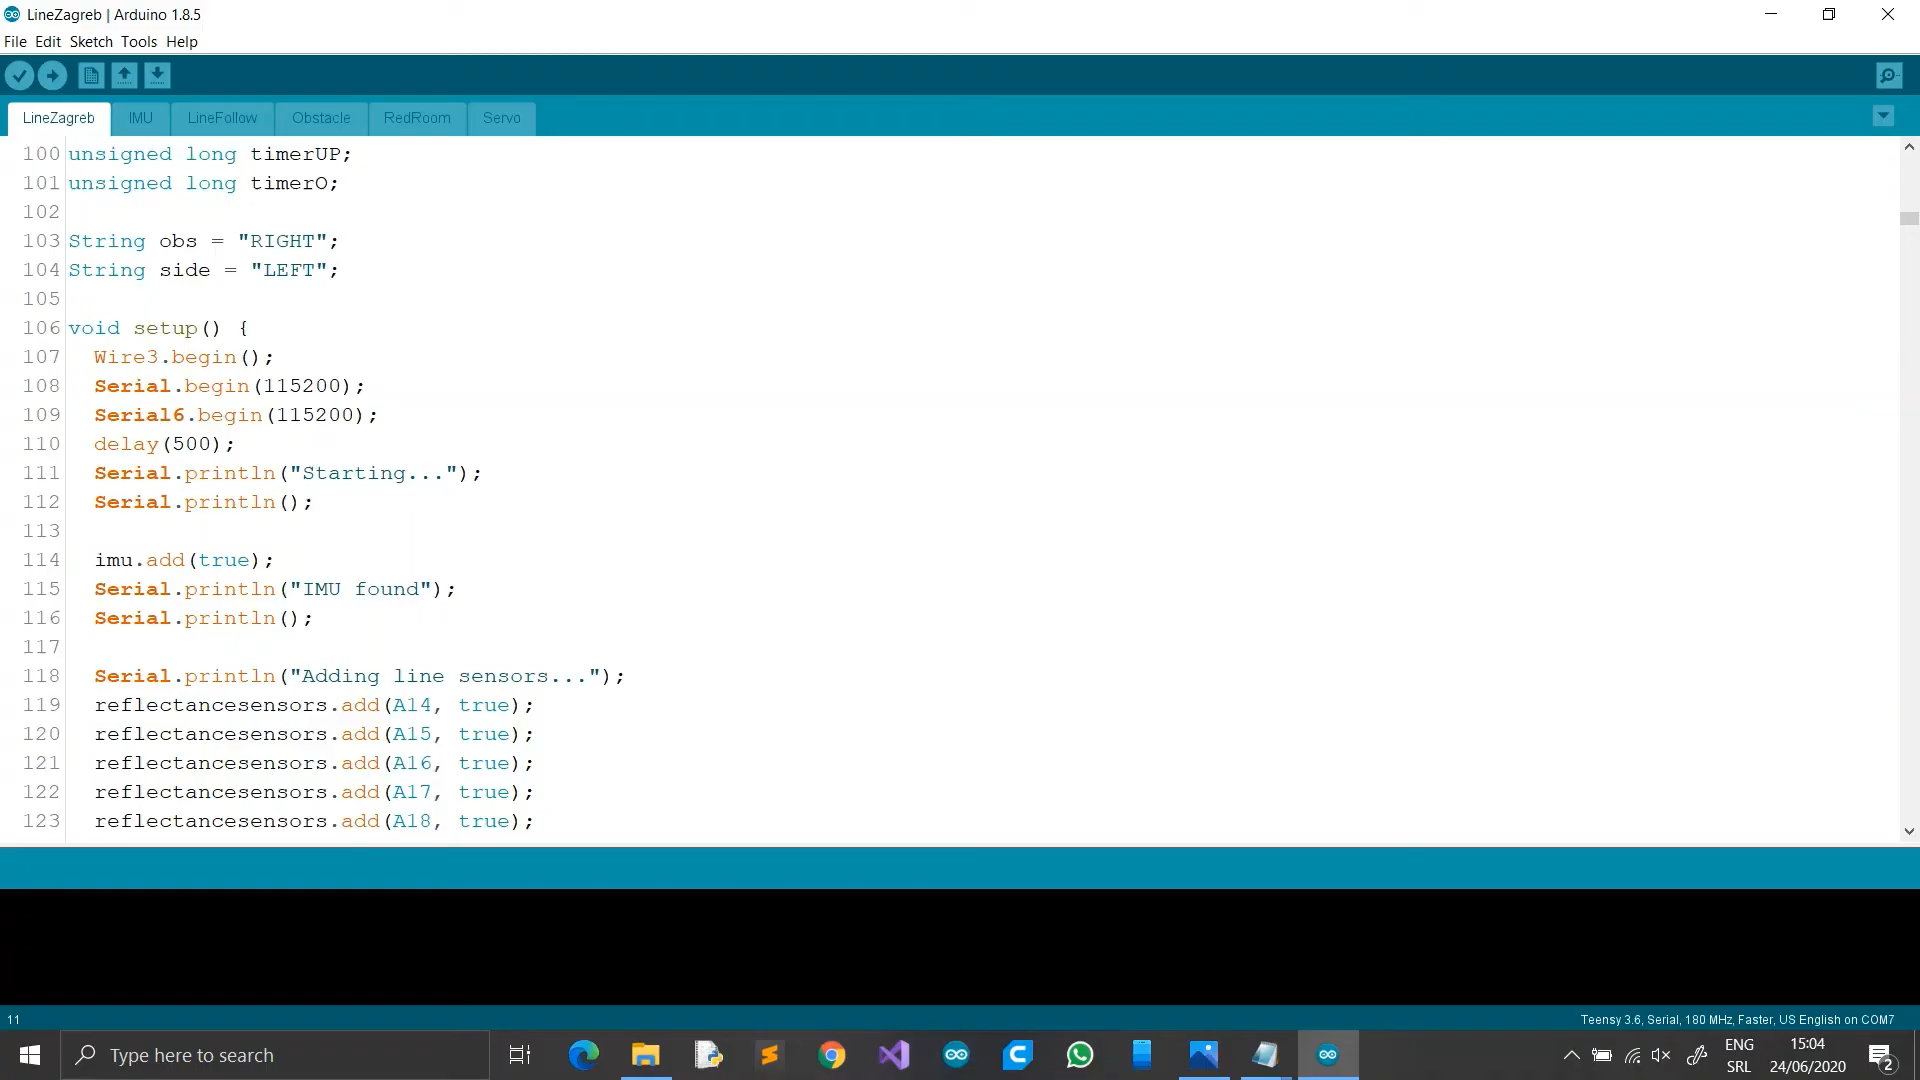 LineZagreb | Arduino 1.8.5
File Edit Sketch Tools Help
LineZagreb IMU LineFollow Obstacle RedRoom Servo
100 unsigned long timerUP;
101 unsigned long timerO;
102
103 String obs = "RIGHT";
104 String side = "LEFT";
105
106 void setup() {
107 Wire3.begin();
108 Serial.begin(115200);
109 Serial6.begin(115200);
110 delay(500);
111 Serial.println("Starting...");
112 Serial.println();
113
114 imu.add(true);
115 Serial.println("IMU found");
116 Serial.println();
117
118 Serial.println("Adding line sensors...");
119 reflectancesensors.add(A14, true);
120 reflectancesensors.add(A15, true);
121 reflectancesensors.add(A16, true);
122 reflectancesensors.add(A17, true);
123 reflectancesensors.add(A18, true);
11 Teensy 3.6, Serial, 180 MHz, Faster, US English on COM7
Type here to search
ENG
SRL
15:04
24/06/2020
2